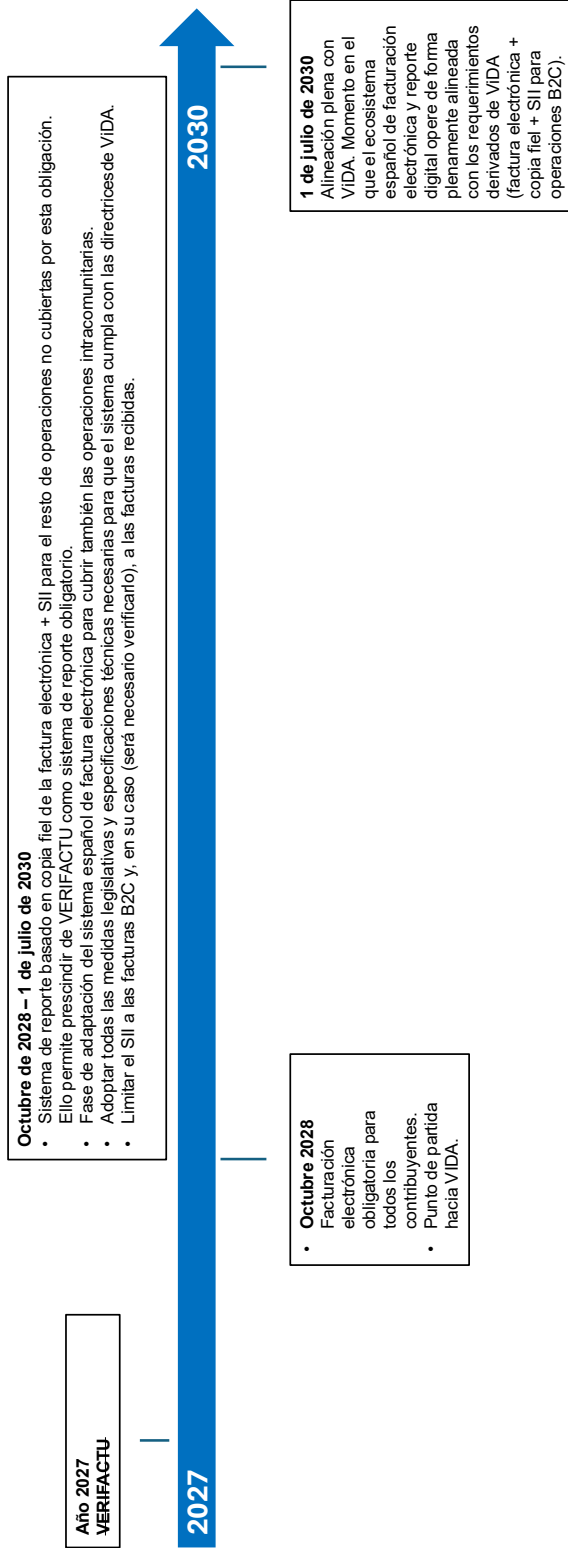 Año 2027
VERIFACTU
Octubre de 2028 – 1 de julio de 2030
• Sistema de reporte basado en copia fiel de la factura electrónica + SII para el resto de operaciones no cubiertas por esta obligación.
Ello permite prescindir de VERIFACTU como sistema de reporte obligatorio.
• Fase de adaptación del sistema español de factura electrónica para cubrir también las operaciones intracomunitarias.
• Adoptar todas las medidas legislativas y especificaciones técnicas necesarias para que el sistema cumpla con las directrices de ViDA.
• Limitar el SII a las facturas B2C y, en su caso (será necesario verificarlo), a las facturas recibidas.
2027
2030
• Octubre 2028
Facturación
electrónica
obligatoria para
todos los
contribuyentes.
• Punto de partida
hacia VIDA.
1 de julio de 2030
Alineación plena con
ViDA. Momento en el
que el ecosistema
español de facturación
electrónica y reporte
digital opere de forma
plenamente alineada
con los requerimientos
derivados de ViDA
(factura electrónica +
copia fiel + SII para
operaciones B2C).